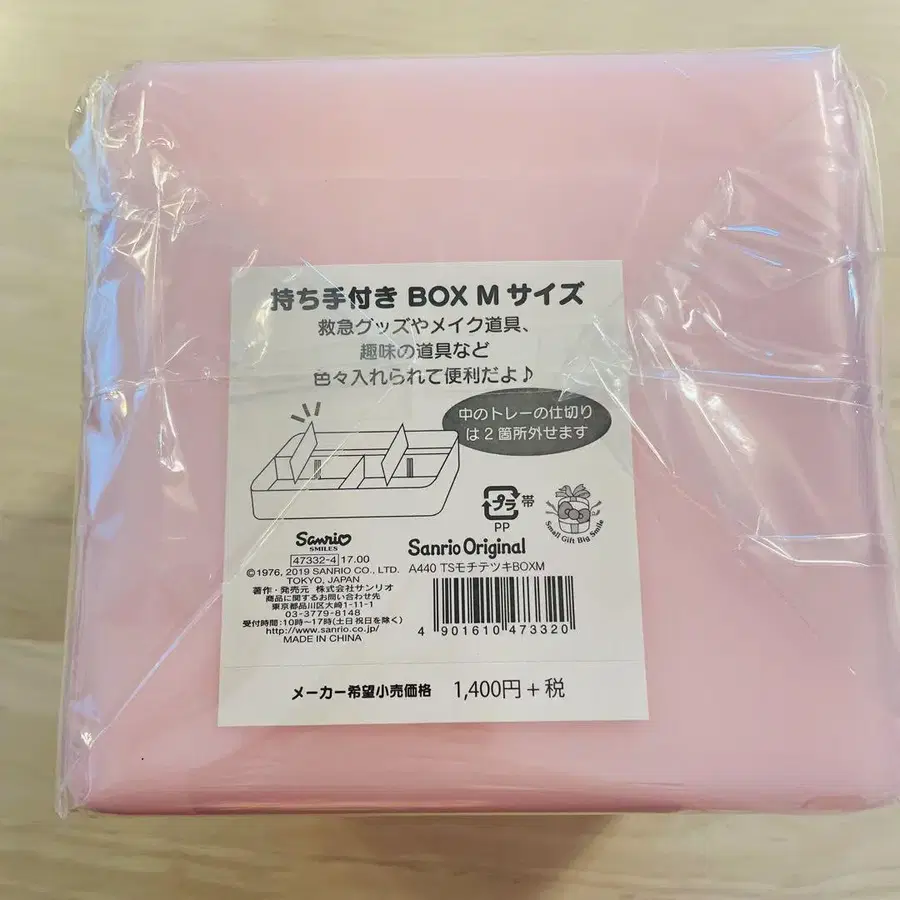 持ち手付き BOX M サイズ
救急グッズやメイク道具、
趣味の道具など
色々入れられて便利だよ♪
中のトレーの仕切り
は2箇所外せます
プラ 帯
PP
Small Gift Big Smile
Sanrio
SMILES
47332-4 17.00
©1976, 2019 SANRIO CO., LTD.
TOKYO, JAPAN
著作・発売元 株式会社サンリオ
商品に関するお問い合わせ先
東京都品川区大崎1-11-1
03-3779-8148
受付時間:10時〜17時(土日祝日を除く)
http://www.sanrio.co.jp/
MADE IN CHINA
Sanrio Original
A440 TSモチテツキBOXM
4 901610 473320
メーカー希望小売価格 1,400円+税